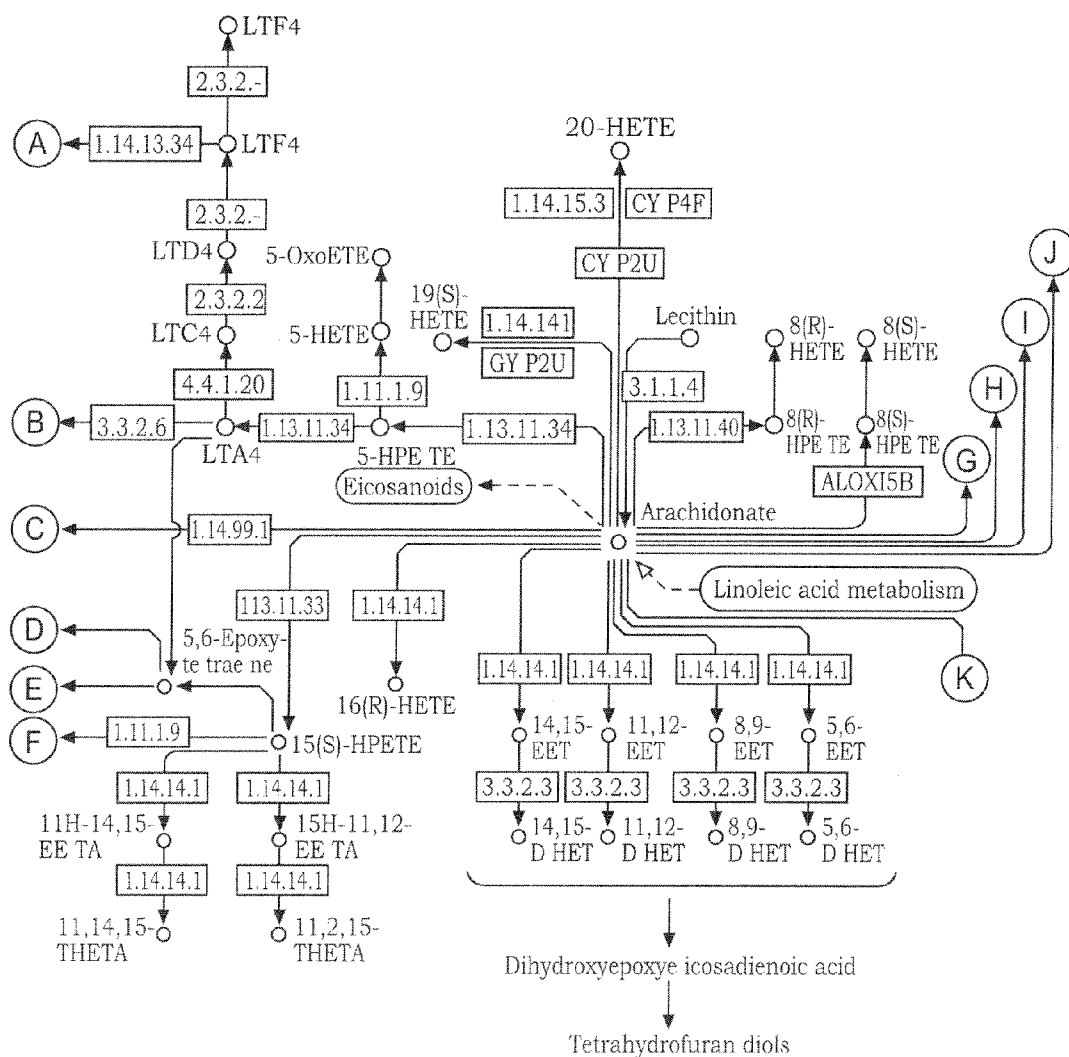 LTF4
2.3.2.-
A
1.14.13.34
LTF4
20-HETE
1.14.15.3
CY P4F
2.3.2.-
LTD4
5-OxoETE
CY P2U
J
2.3.2.2
19(S)-
HETE
1.14.141
Lecithin
8(R)-
HETE
8(S)-
HETE
I
LTC4
5-HETE
GY P2U
4.4.1.20
1.11.1.9
3.1.1.4
H
B
3.3.2.6
1.13.11.34
1.13.11.34
1.13.11.40
8(R)-
HPE TE
8(S)-
HPE TE
LTA4
5-HPE TE
G
Eicosanoids
ALOXI5B
Arachidonate
C
1.14.99.1
Linoleic acid metabolism
113.11.33
1.14.14.1
D
5,6-Epoxy-
te trae ne
1.14.14.1
1.14.14.1
1.14.14.1
1.14.14.1
K
E
16(R)-HETE
F
1.11.1.9
15(S)-HPETE
14,15-
EET
11,12-
EET
8,9-
EET
5,6-
EET
1.14.14.1
1.14.14.1
3.3.2.3
3.3.2.3
3.3.2.3
3.3.2.3
11H-14,15-
EE TA
15H-11,12-
EE TA
14,15-
D HET
11,12-
D HET
8,9-
D HET
5,6-
D HET
1.14.14.1
1.14.14.1
11,14,15-
THETA
11,2,15-
THETA
Dihydroxyepoxye icosadienoic acid
Tetrahydrofuran diols